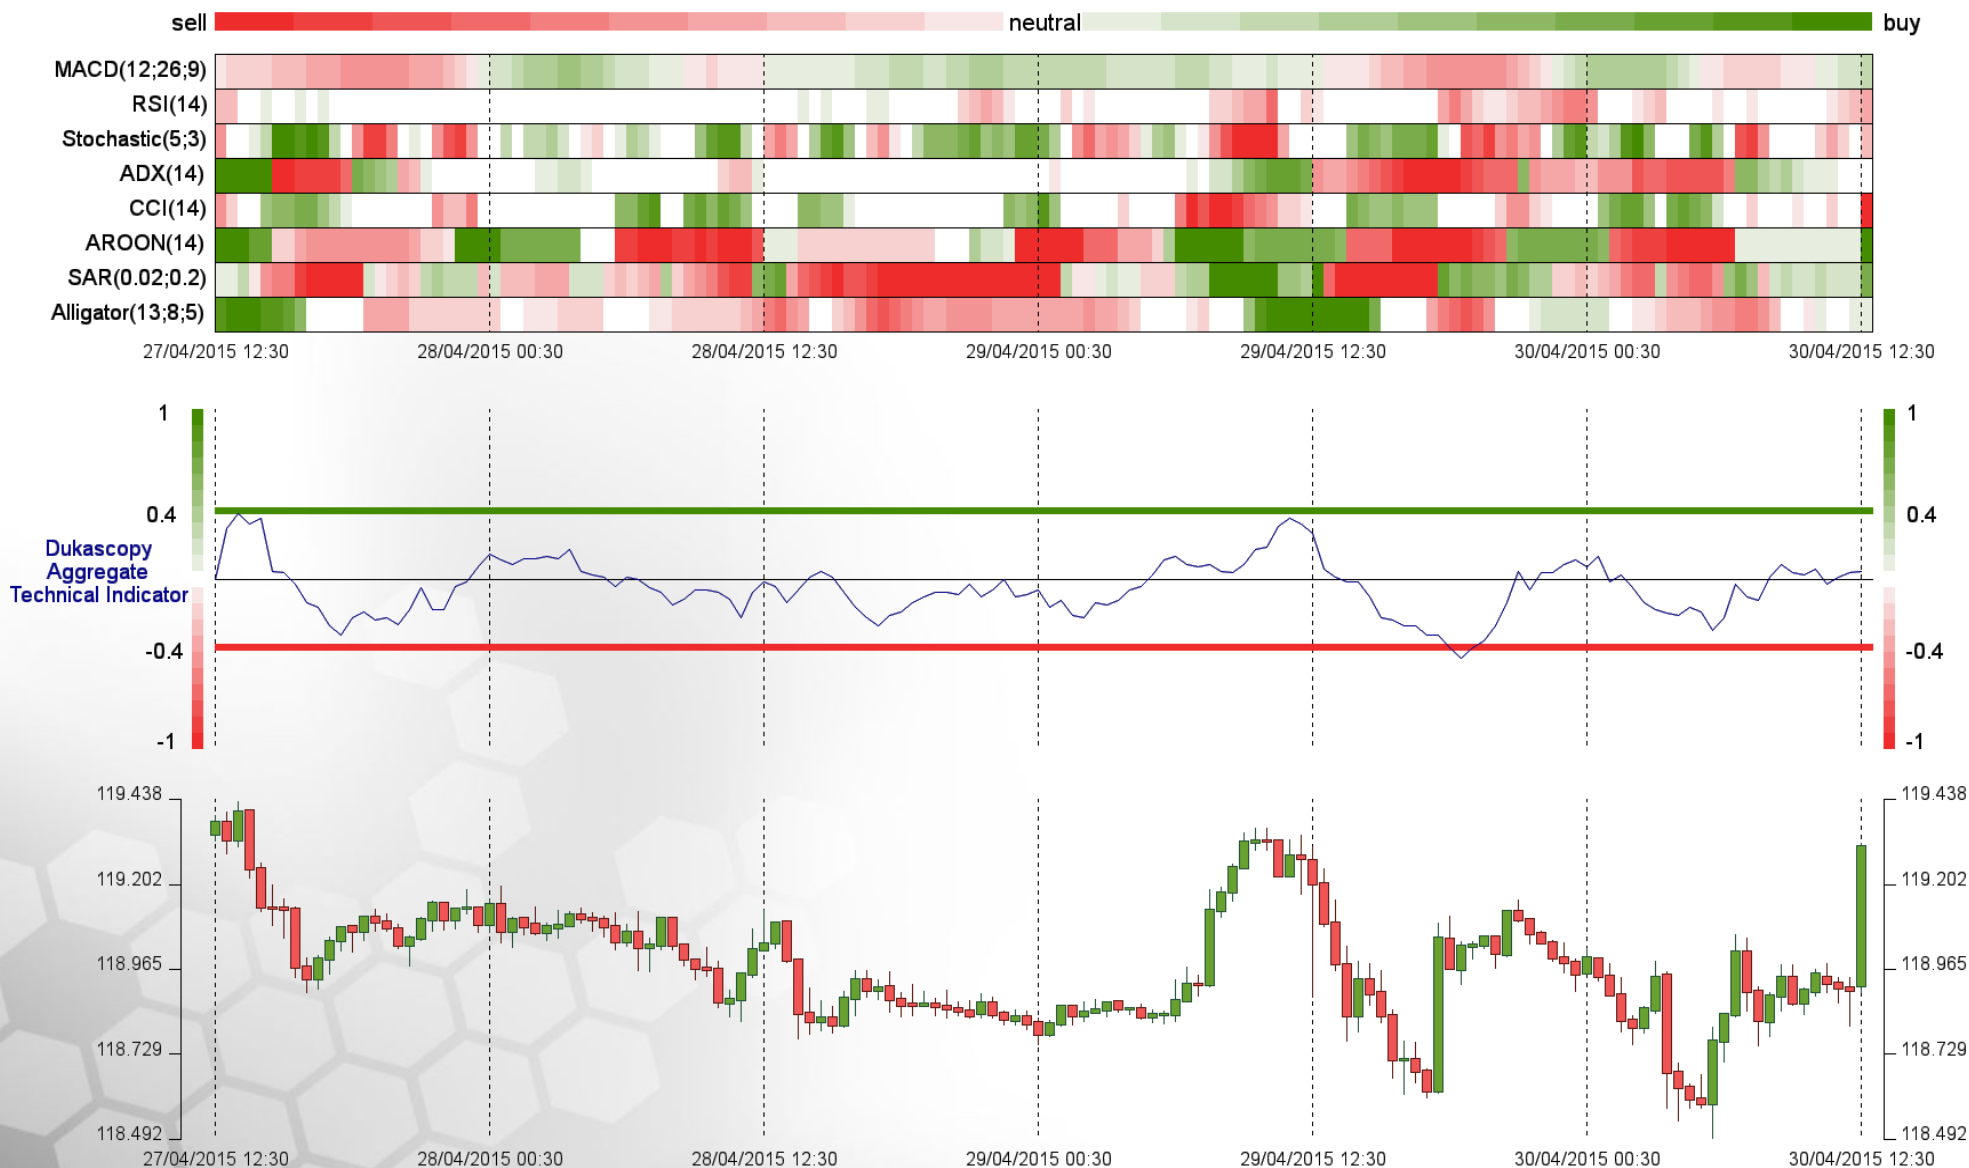 sell neutral buy
MACD(12;26;9)
RSI(14)
Stochastic(5;3)
ADX(14)
CCI(14)
AROON(14)
SAR(0.02;0.2)
Alligator(13;8;5)
27/04/2015 12:30 28/04/2015 00:30 28/04/2015 12:30 29/04/2015 00:30 29/04/2015 12:30 30/04/2015 00:30 30/04/2015 12:30
1 1
0.4 0.4
Dukascopy
Aggregate
Technical Indicator
-0.4 -0.4
-1 -1
119.438 119.438
119.202 119.202
118.965 118.965
118.729 118.729
118.492 118.492
27/04/2015 12:30 28/04/2015 00:30 28/04/2015 12:30 29/04/2015 00:30 29/04/2015 12:30 30/04/2015 00:30 30/04/2015 12:30